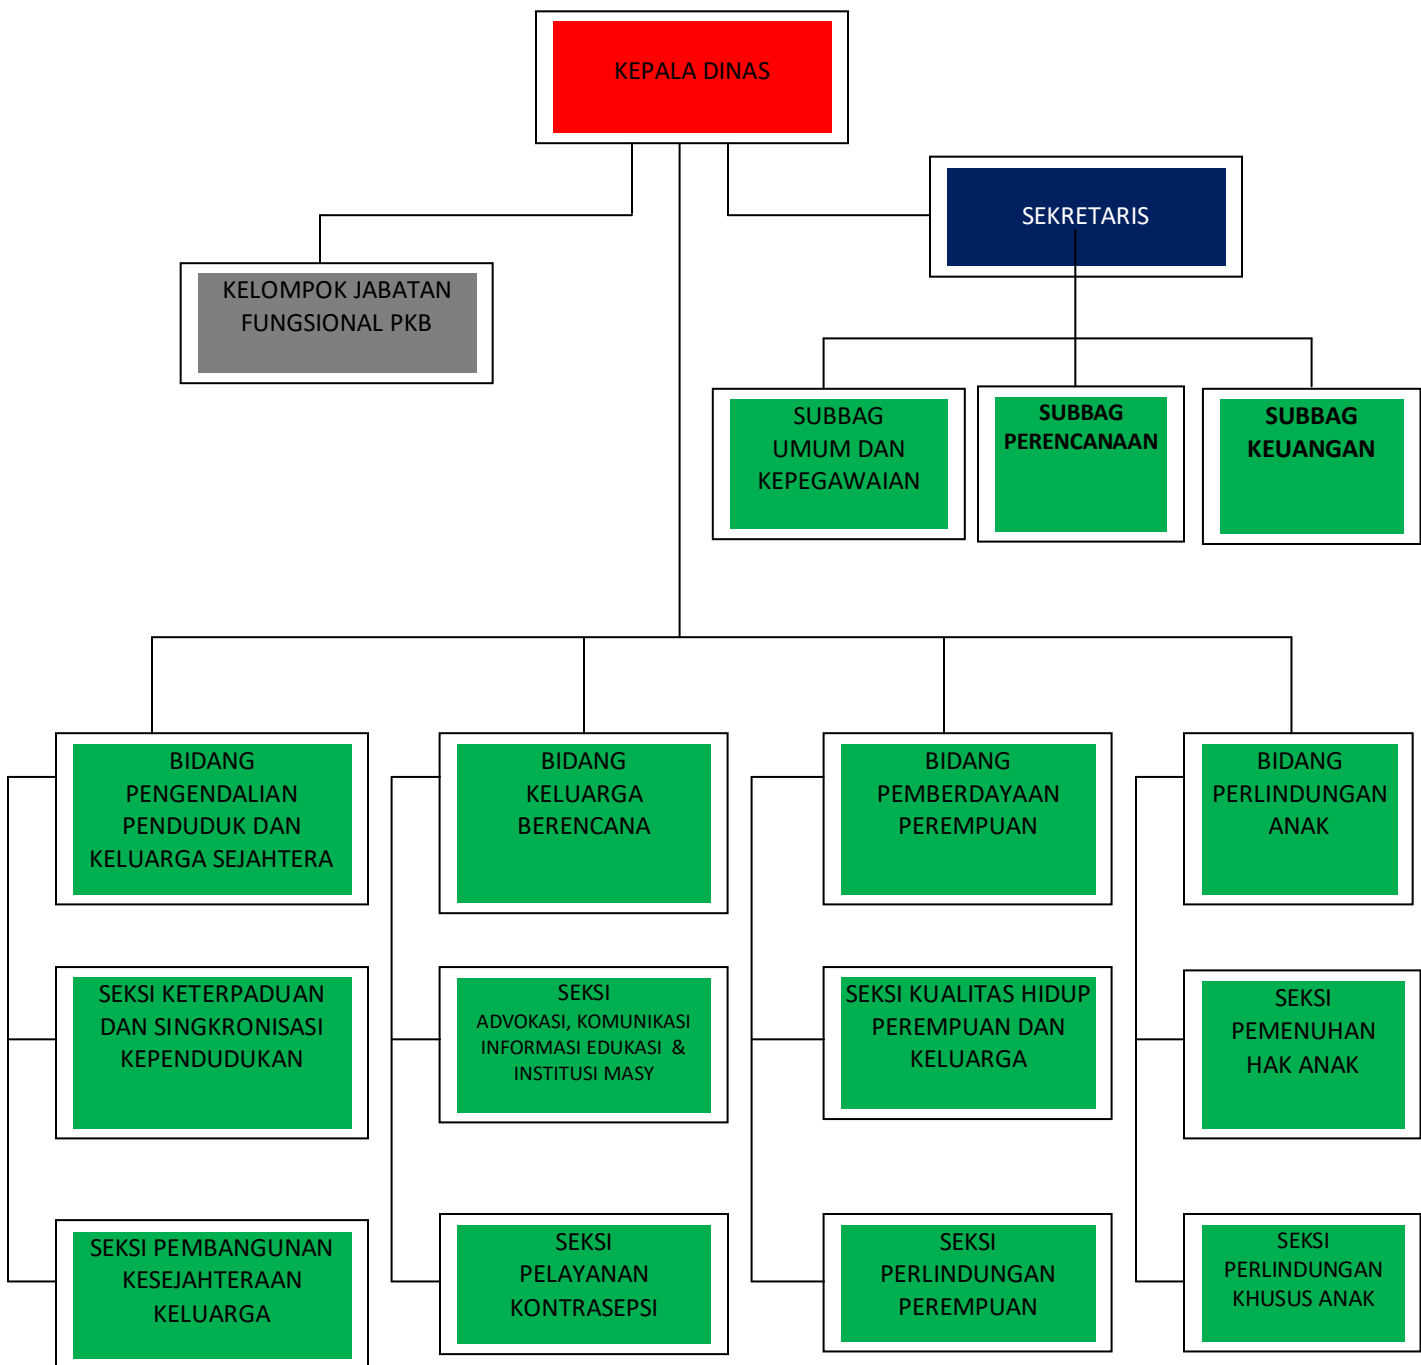 KEPALA DINAS
SEKRETARIS
KELOMPOK JABATAN
FUNGSIONAL PKB
SUBBAG
UMUM DAN
KEPEGAWAIAN
SUBBAG
PERENCANAAN
SUBBAG
KEUANGAN
BIDANG
PENGENDALIAN
PENDUDUK DAN
KELUARGA SEJAHTERA
BIDANG
KELUARGA
BERENCANA
BIDANG
PEMBERDAYAAN
PEREMPUAN
BIDANG
PERLINDUNGAN
ANAK
SEKSI KETERPADUAN
DAN SINGKRONISASI
KEPENDUDUKAN
SEKSI
ADVOKASI, KOMUNIKASI
INFORMASI EDUKASI &
INSTITUSI MASY
SEKSI KUALITAS HIDUP
PEREMPUAN DAN
KELUARGA
SEKSI
PEMENUHAN
HAK ANAK
SEKSI PEMBANGUNAN
KESEJAHTERAAN
KELUARGA
SEKSI
PELAYANAN
KONTRASEPSI
SEKSI
PERLINDUNGAN
PEREMPUAN
SEKSI
PERLINDUNGAN
KHUSUS ANAK